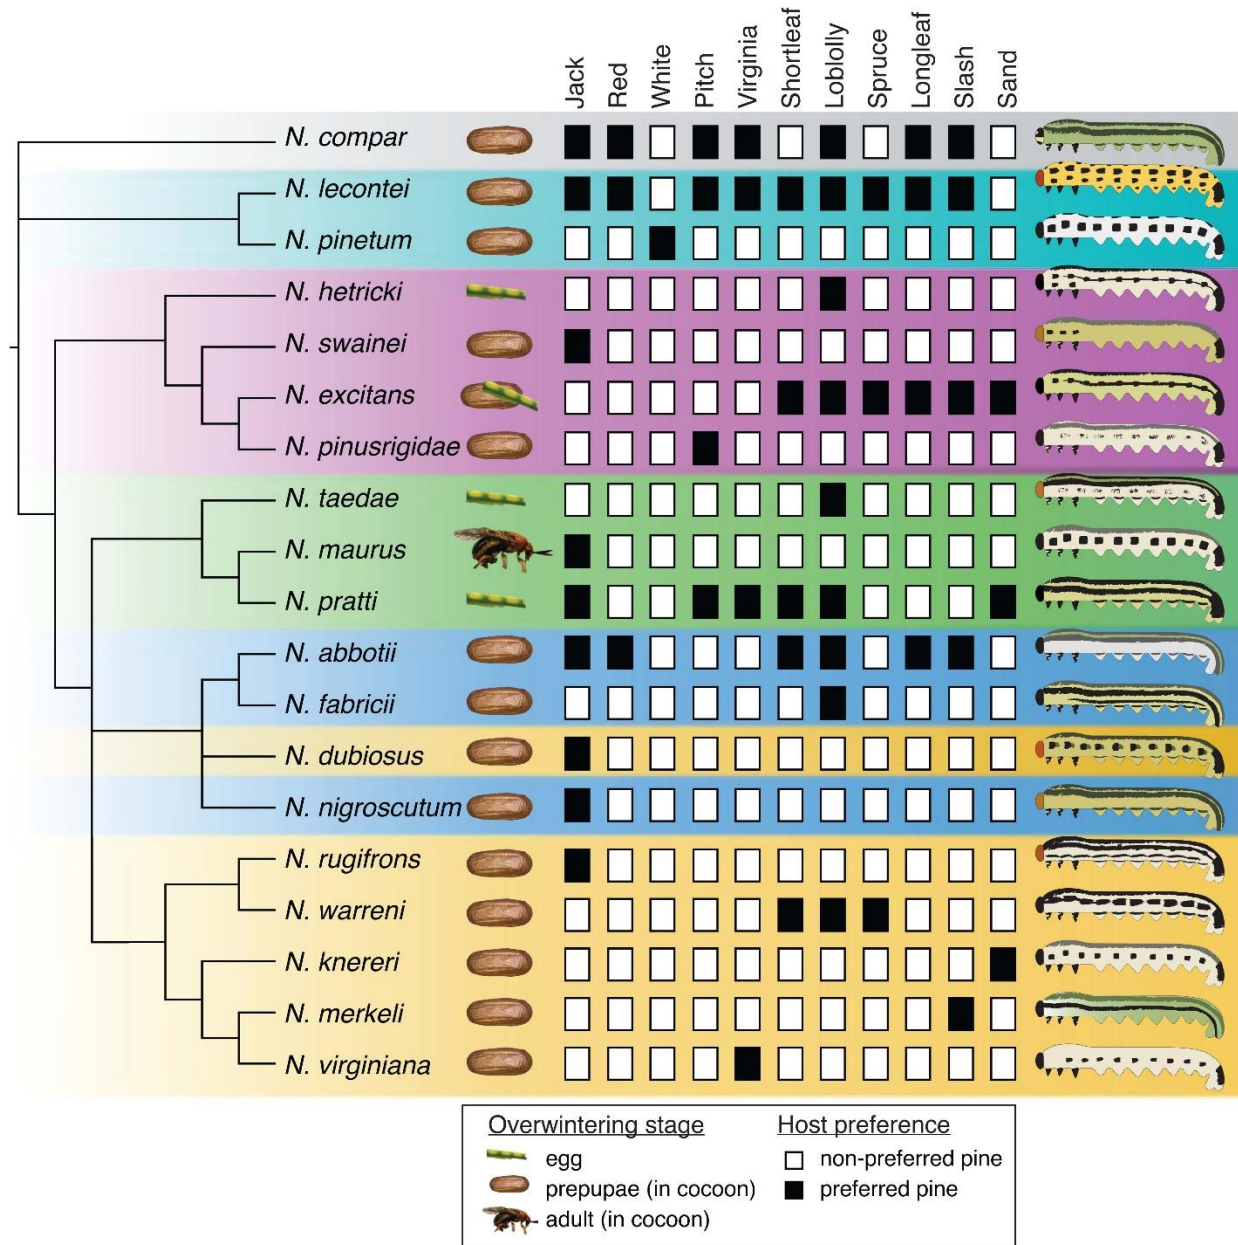 Jack
Red
White
Pitch
Virginia
Shortleaf
Loblolly
Spruce
Longleaf
Slash
Sand
N. compar
N. lecontei
N. pinetum
N. hetricki
N. swainei
N. excitans
N. pinusrigidae
N. taedae
N. maurus
N. pratti
N. abbotii
N. fabricii
N. dubiosus
N. nigroscutum
N. rugifrons
N. warreni
N. knereri
N. merkeli
N. virginiana
Overwintering stage
egg
prepupae (in cocoon)
adult (in cocoon)
Host preference
non-preferred pine
preferred pine